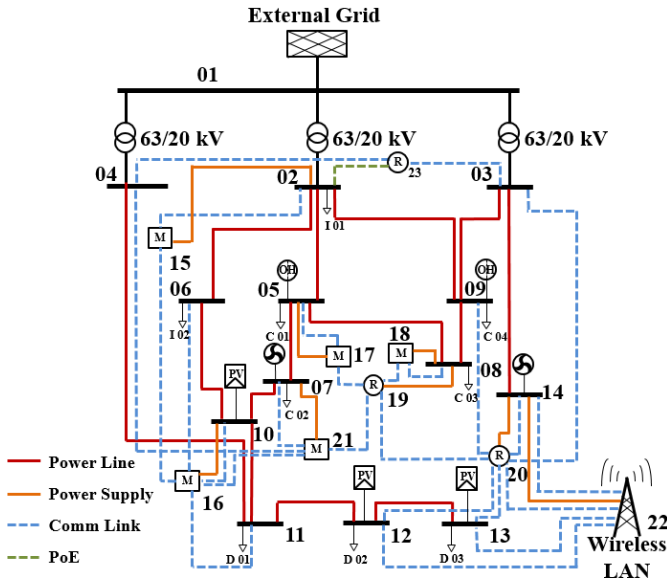 External Grid
01
63/20 kV 63/20 kV 63/20 kV
04 02 R 23 03
I 01
M 15
06 05 OH 09 OH
I 02 C 01 C 04
M 17 18 M
08
PV 07 R 19 C 03 14
C 02
10 M 21
R 20
M 16
PV PV
Power Line
Power Supply
Comm Link
PoE
11 12 13 22
D 01 D 02 D 03
Wireless
LAN